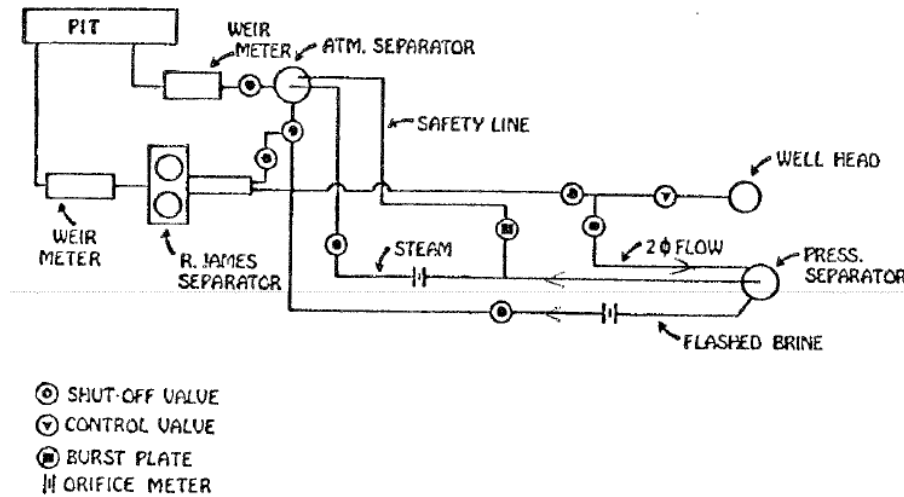 PIT
WEIR
METER
ATM. SEPARATOR
SAFETY LINE
WELL HEAD
WEIR
METER
R. JAMES
SEPARATOR
STEAM
2ϕ FLOW
PRESS.
SEPARATOR
FLASHED BRINE
SHUT-OFF VALVE
CONTROL VALVE
BURST PLATE
ORIFICE METER